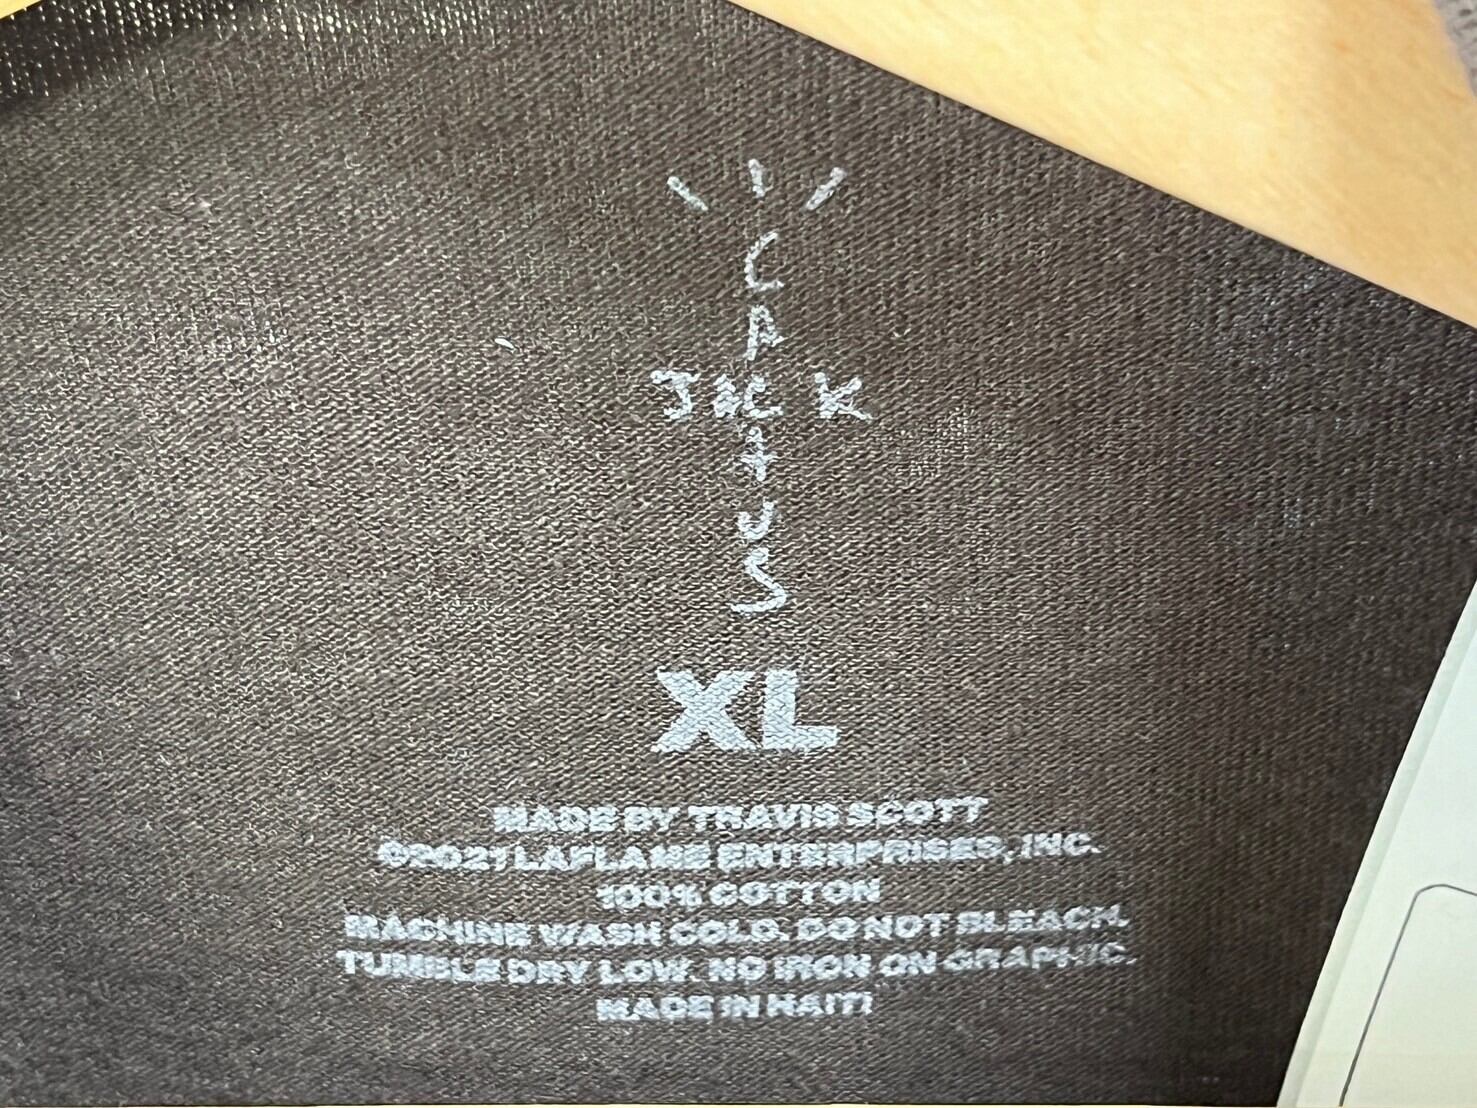 CACTUS
JACK
XL
MADE BY TRAVIS SCOTT
©2021 LAFLAME ENTERPRISES, INC.
100% COTTON
MACHINE WASH COLD. DO NOT BLEACH.
TUMBLE DRY LOW. NO IRON ON GRAPHIC.
MADE IN HAITI